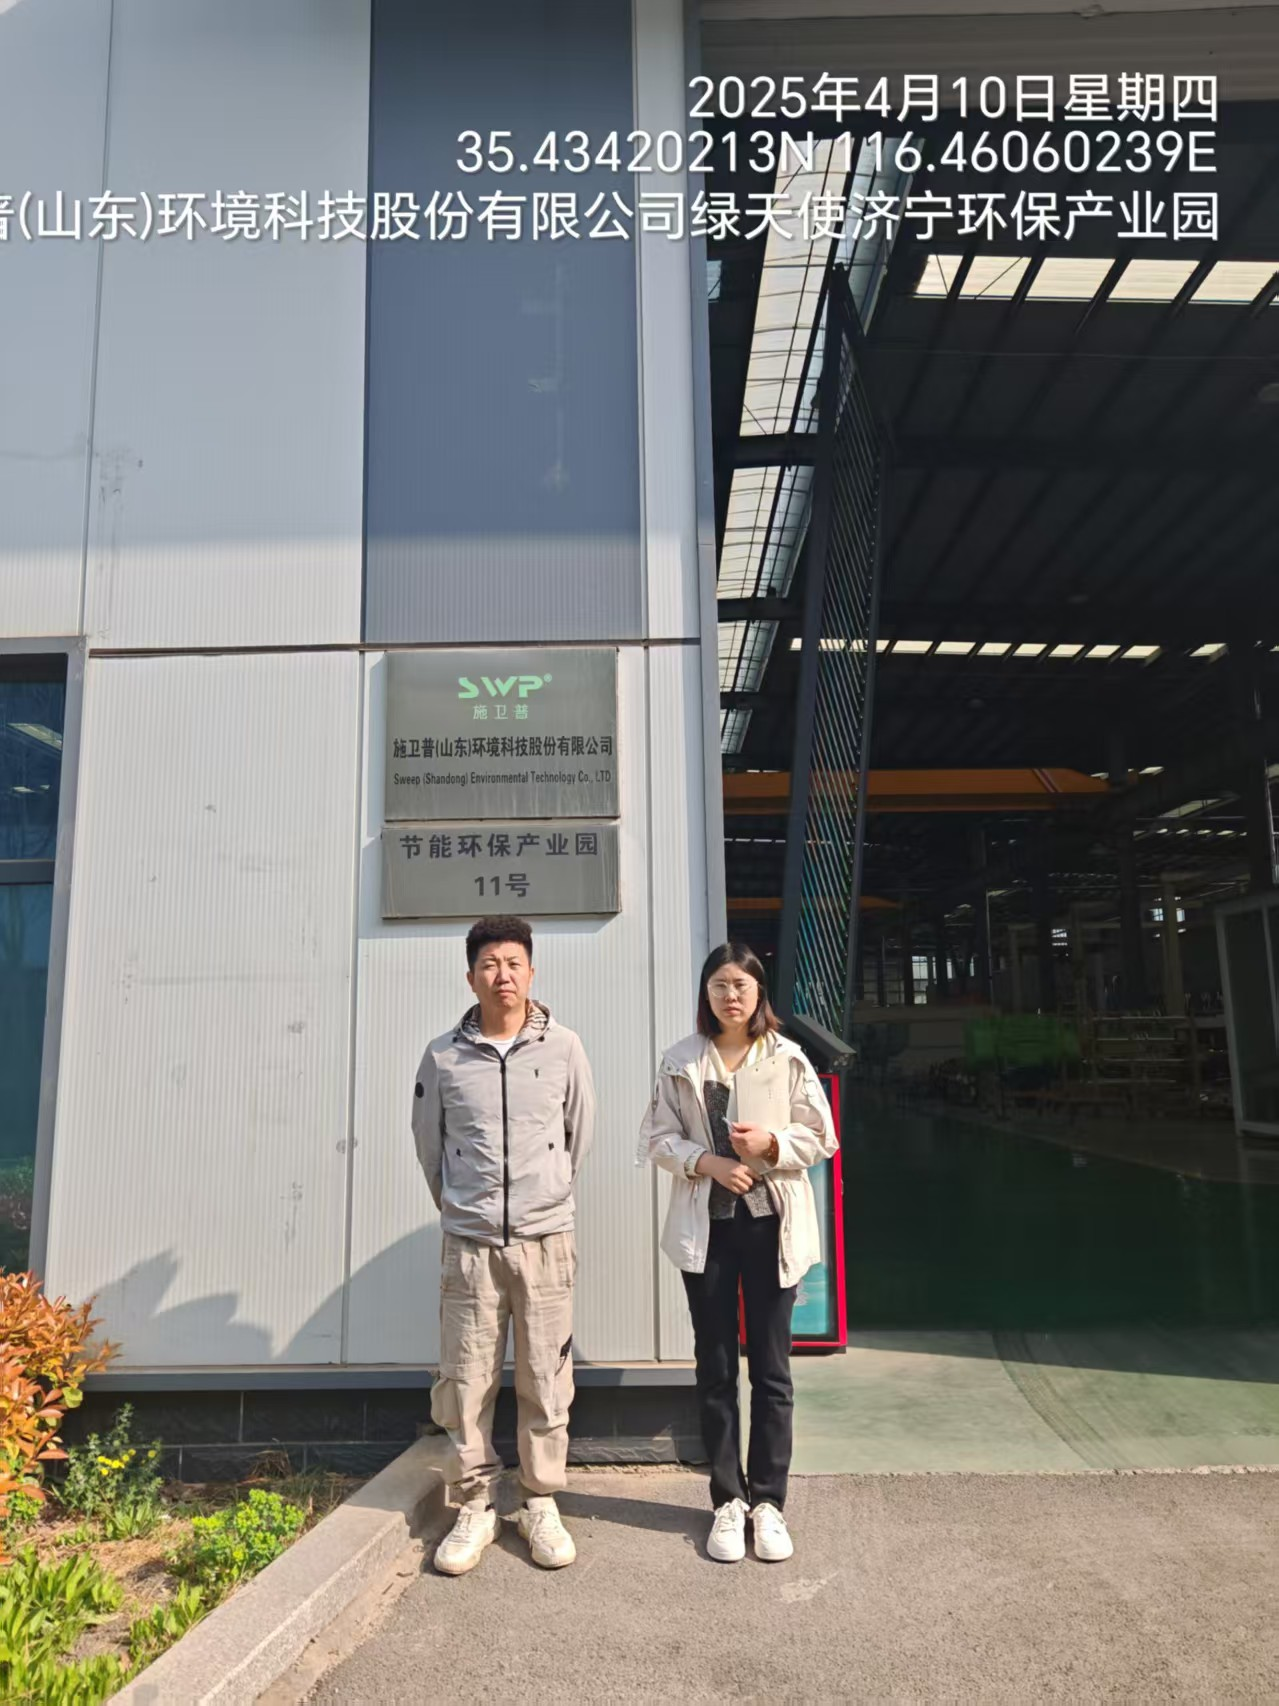 2025年4月10日星期四
35.43420213N 116.46060239E
普(山东)环境科技股份有限公司绿天使济宁环保产业园
SWP®
施卫普
施卫普(山东)环境科技股份有限公司
Sweep (Shandong) Environmental Technology Co., LTD
节能环保产业园
11号